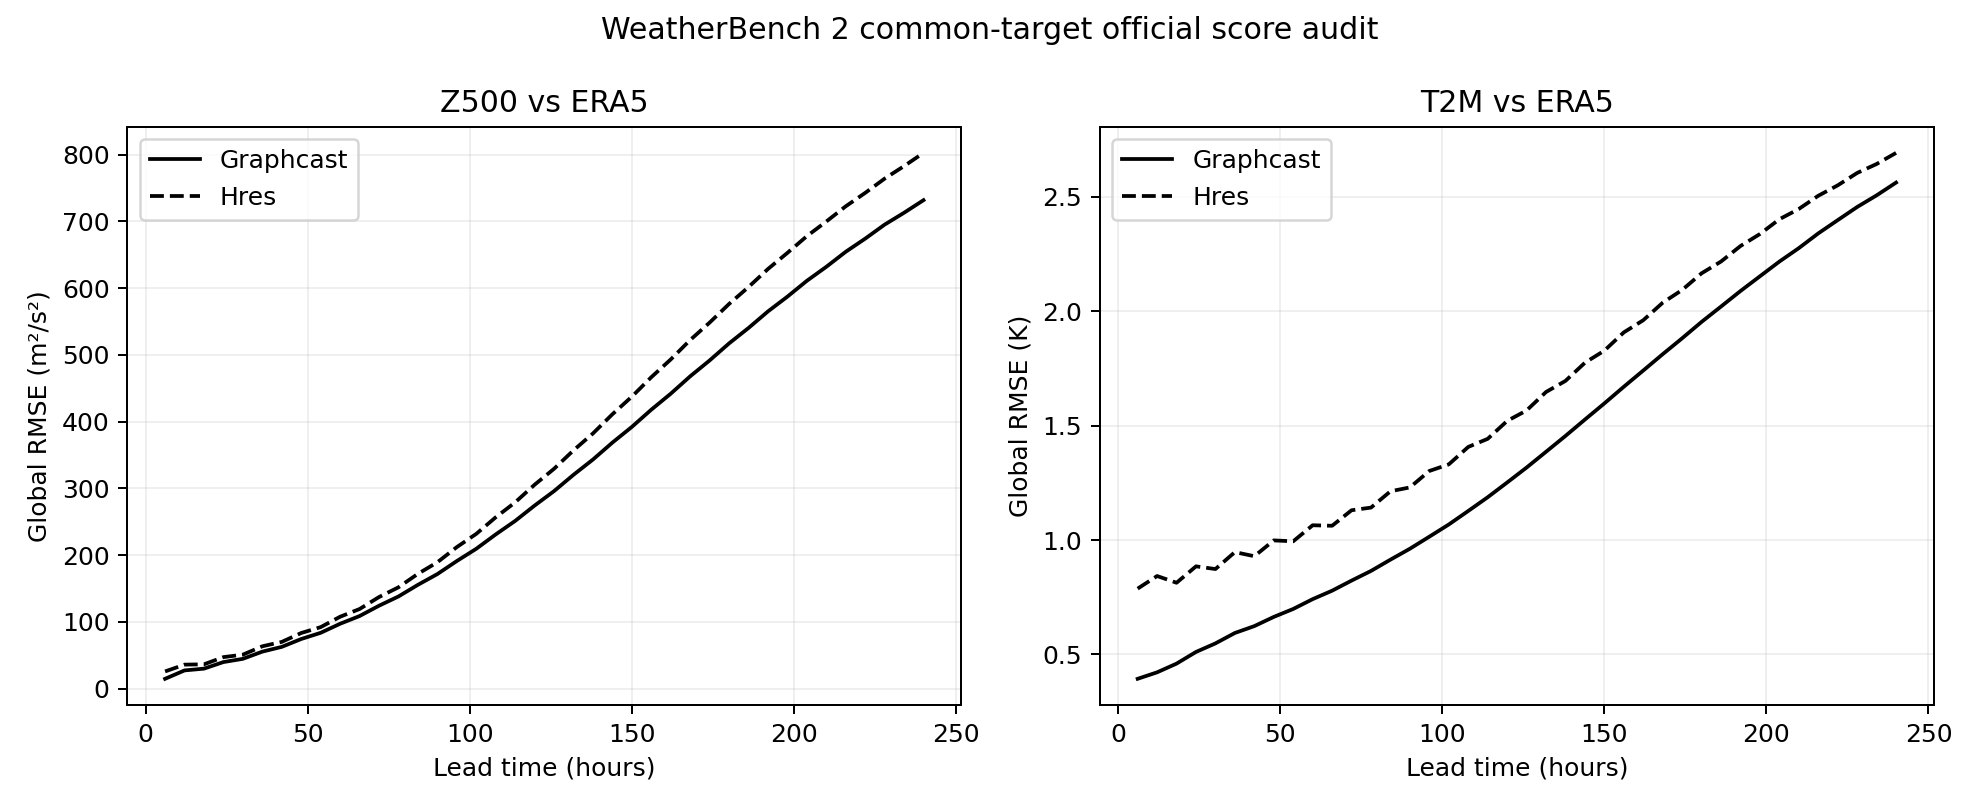 WeatherBench 2 common-target official score audit
Z500 vs ERA5
Graphcast
Hres
Global RMSE (m²/s²)
800
700
600
500
400
300
200
100
0
0 50 100 150 200 250
Lead time (hours)
T2M vs ERA5
Graphcast
Hres
Global RMSE (K)
2.5
2.0
1.5
1.0
0.5
0 50 100 150 200 250
Lead time (hours)